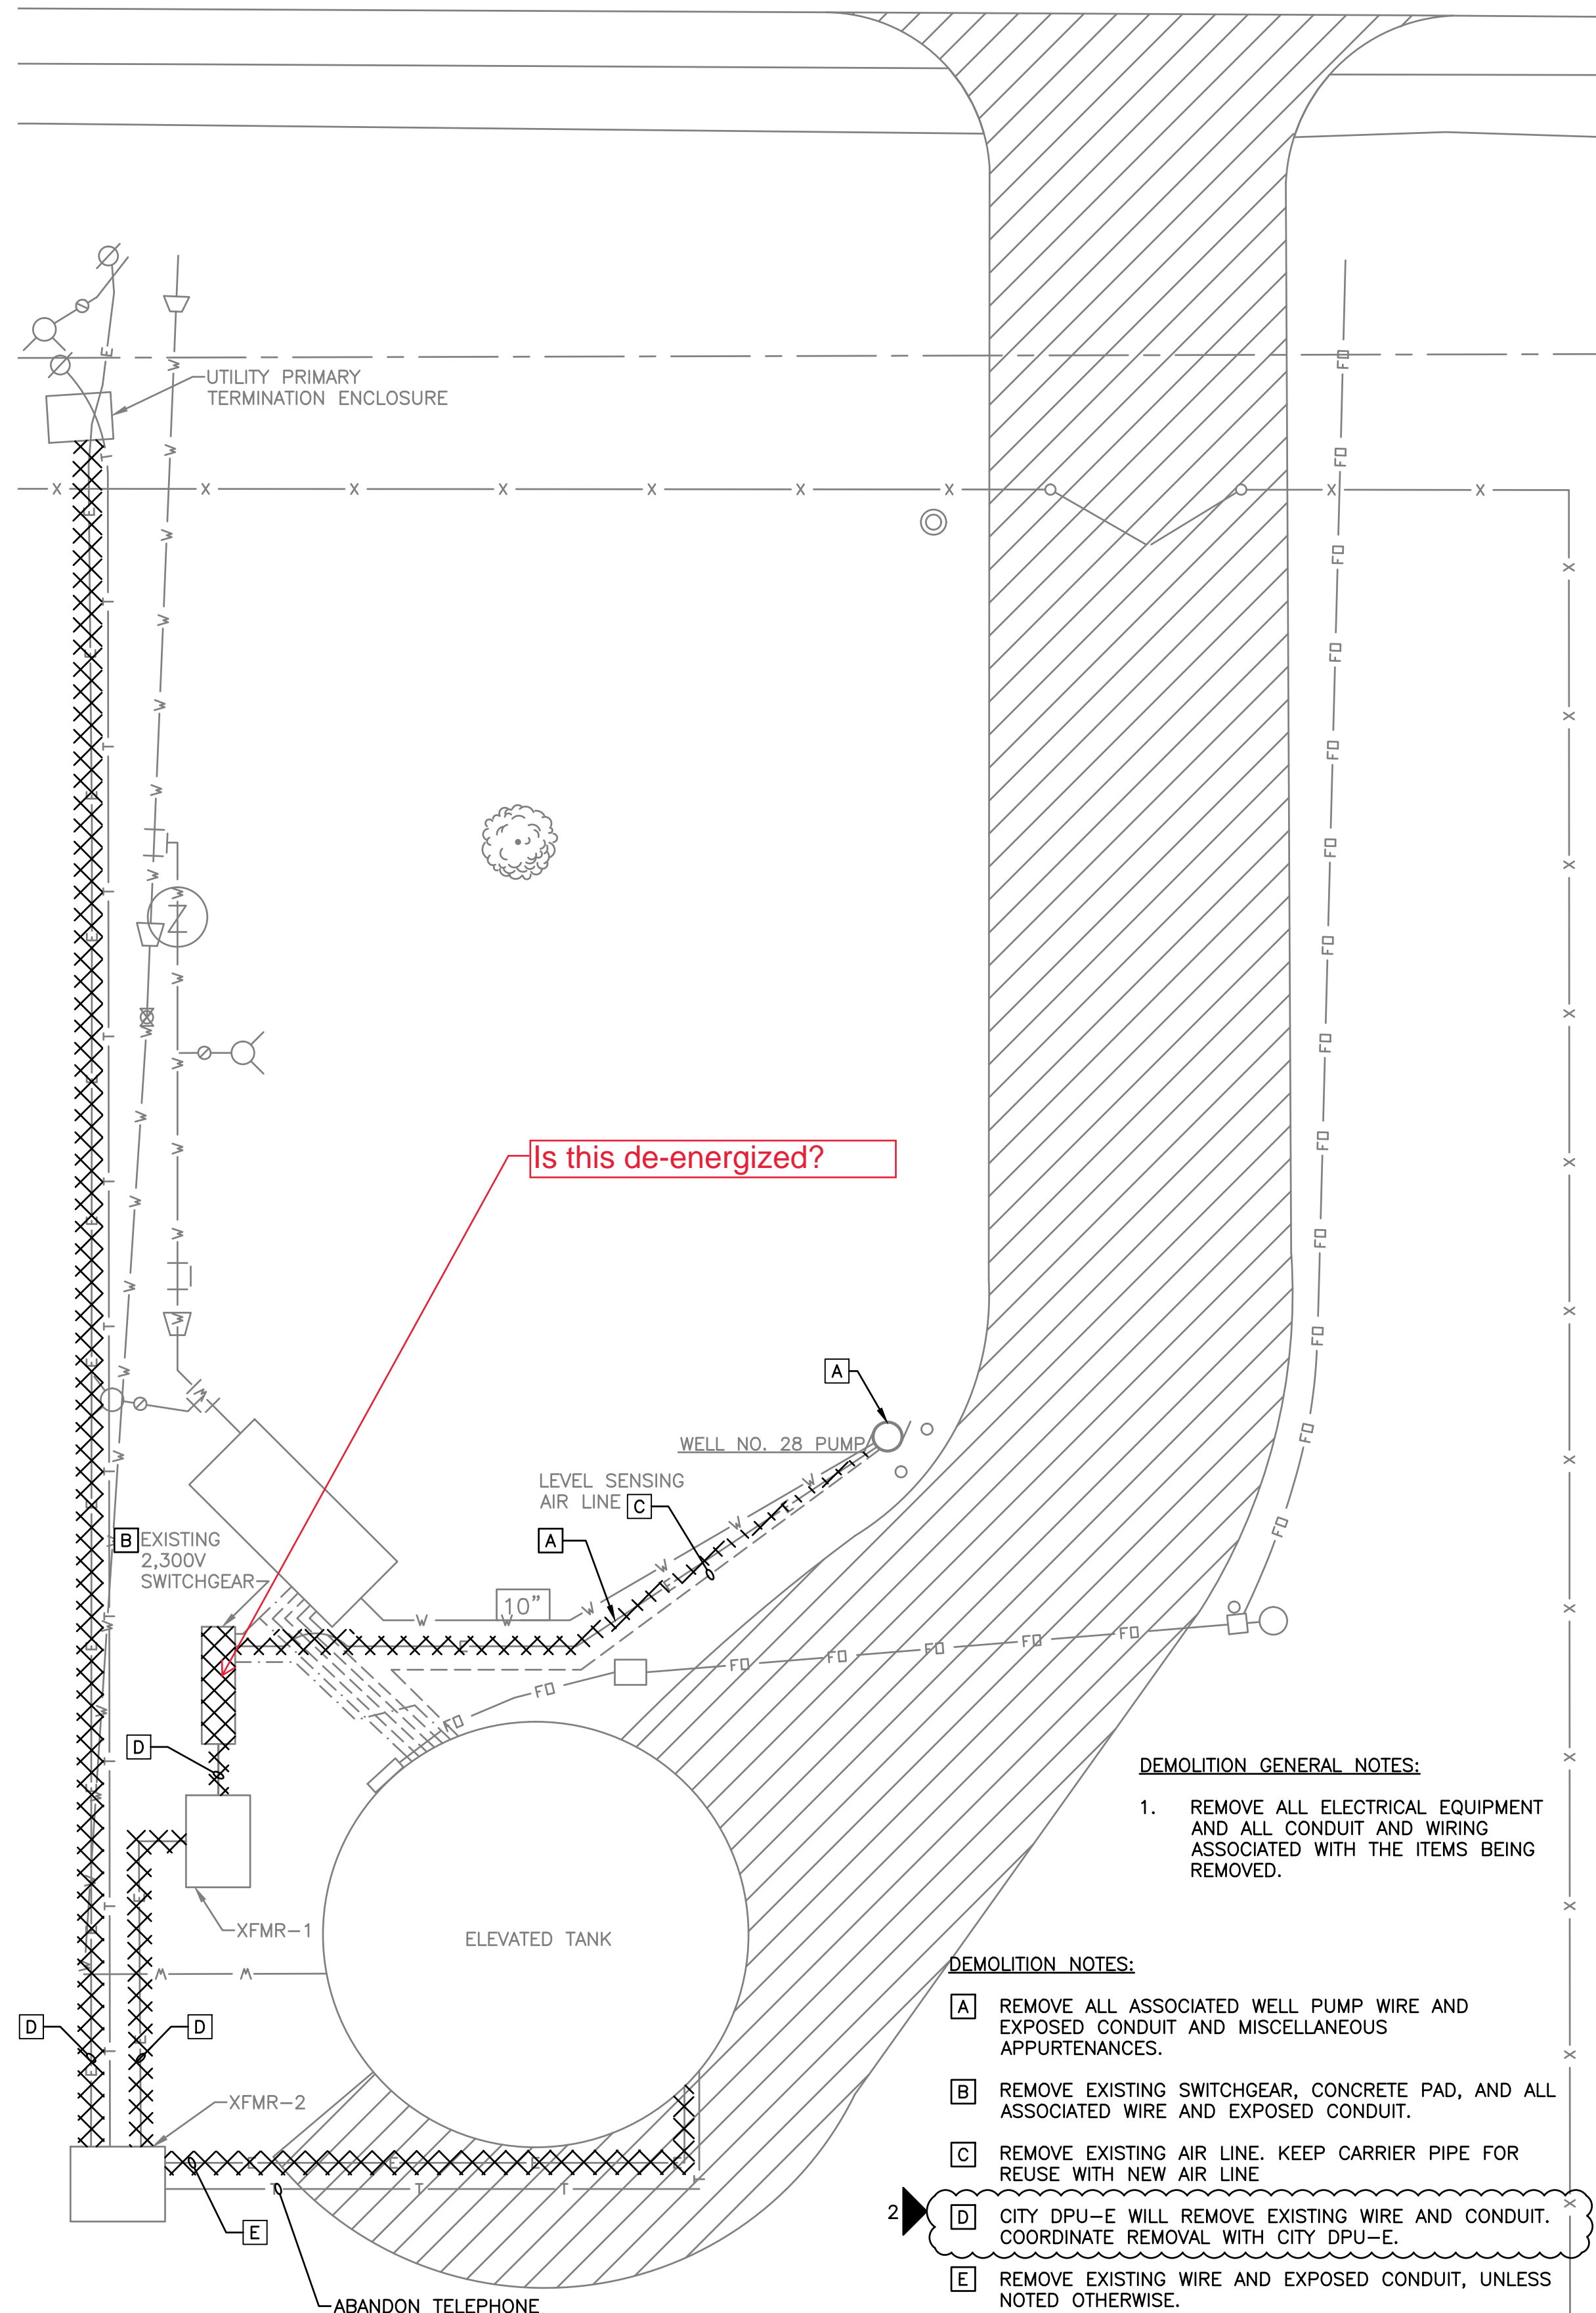 UTILITY PRIMARY
TERMINATION ENCLOSURE
Is this de-energized?
A
WELL NO. 28 PUMP
LEVEL SENSING
AIR LINE
C
A
B
EXISTING
2,300V
SWITCHGEAR
10"
D
XFMR-1
ELEVATED TANK
D
D
XFMR-2
E
ABANDON TELEPHONE
DEMOLITION GENERAL NOTES:
1. REMOVE ALL ELECTRICAL EQUIPMENT
AND ALL CONDUIT AND WIRING
ASSOCIATED WITH THE ITEMS BEING
REMOVED.
DEMOLITION NOTES:
A REMOVE ALL ASSOCIATED WELL PUMP WIRE AND
EXPOSED CONDUIT AND MISCELLANEOUS
APPURTENANCES.
B REMOVE EXISTING SWITCHGEAR, CONCRETE PAD, AND ALL
ASSOCIATED WIRE AND EXPOSED CONDUIT.
C REMOVE EXISTING AIR LINE. KEEP CARRIER PIPE FOR
REUSE WITH NEW AIR LINE
2
D CITY DPU-E WILL REMOVE EXISTING WIRE AND CONDUIT.
COORDINATE REMOVAL WITH CITY DPU-E.
E REMOVE EXISTING WIRE AND EXPOSED CONDUIT, UNLESS
NOTED OTHERWISE.